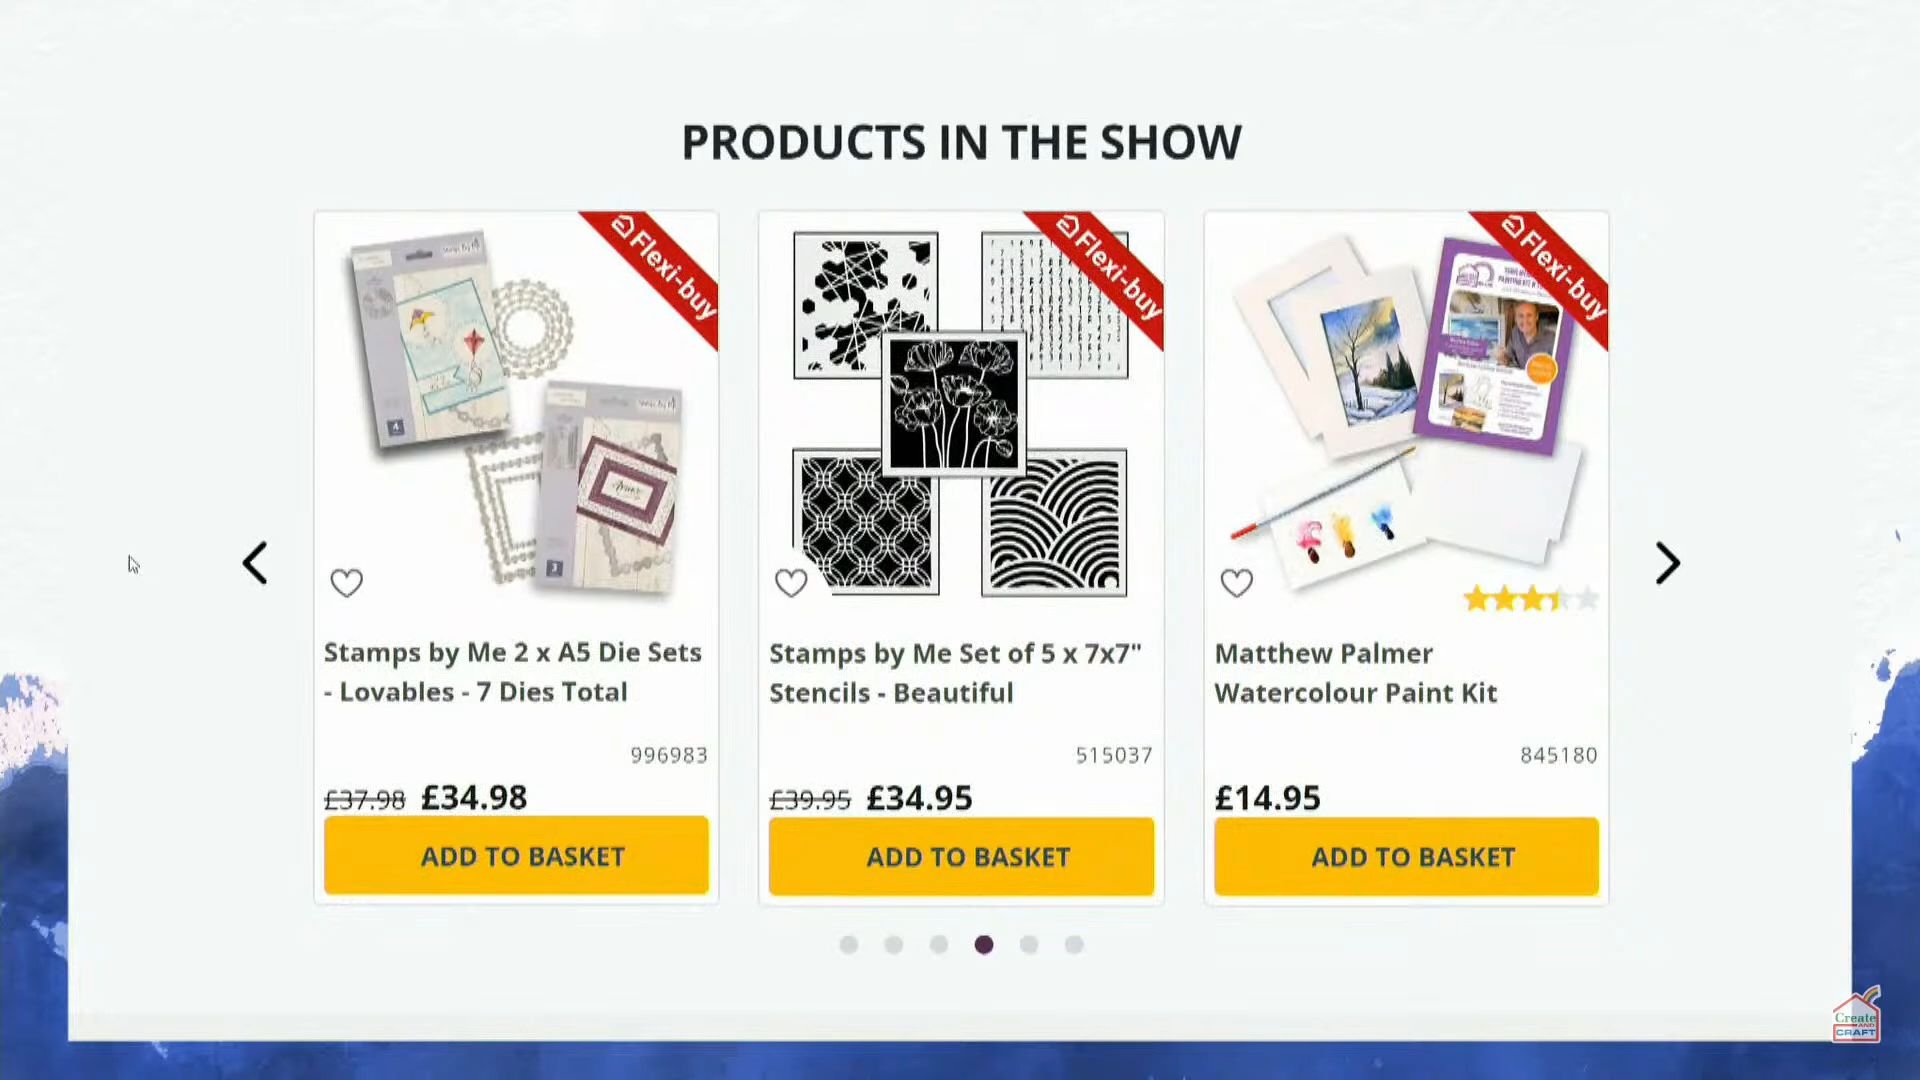 PRODUCTS IN THE SHOW
Flexi-buy
Flexi-buy
Flexi-buy
4
3
Stamps by Me 2 x A5 Die Sets
- Lovables - 7 Dies Total
996983
£37.98 £34.98
ADD TO BASKET
Stamps by Me Set of 5 x 7x7"
Stencils - Beautiful
515037
£39.95 £34.95
ADD TO BASKET
Matthew Palmer
Watercolour Paint Kit
845180
£14.95
ADD TO BASKET
Create
AND
CRAFT